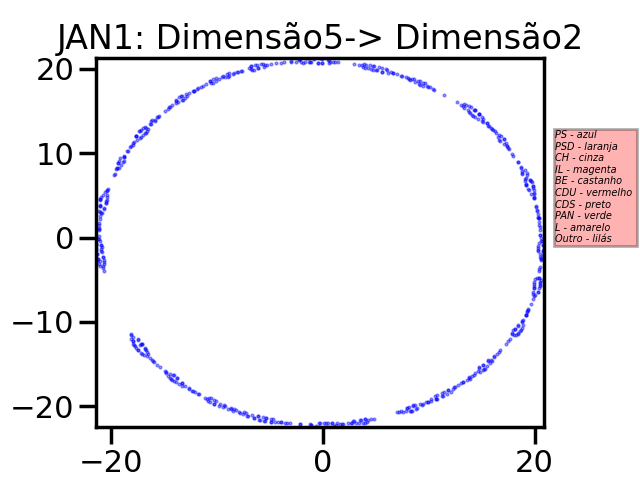 JAN1: Dimensão5-> Dimensão2
20
10
0
−10
−20
−20 0 20
PS - azul
PSD - laranja
CH - cinza
IL - magenta
BE - castanho
CDU - vermelho
CDS - preto
PAN - verde
L - amarelo
Outro - lilás